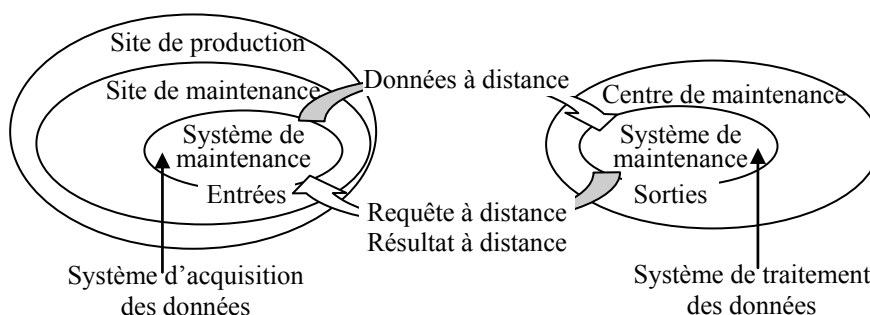 Site de production
Site de maintenance
Système de
maintenance
Entrées
Données à distance
Requête à distance
Résultat à distance
Centre de maintenance
Système de
maintenance
Sorties
Système d'acquisition
des données
Système de traitement
des données